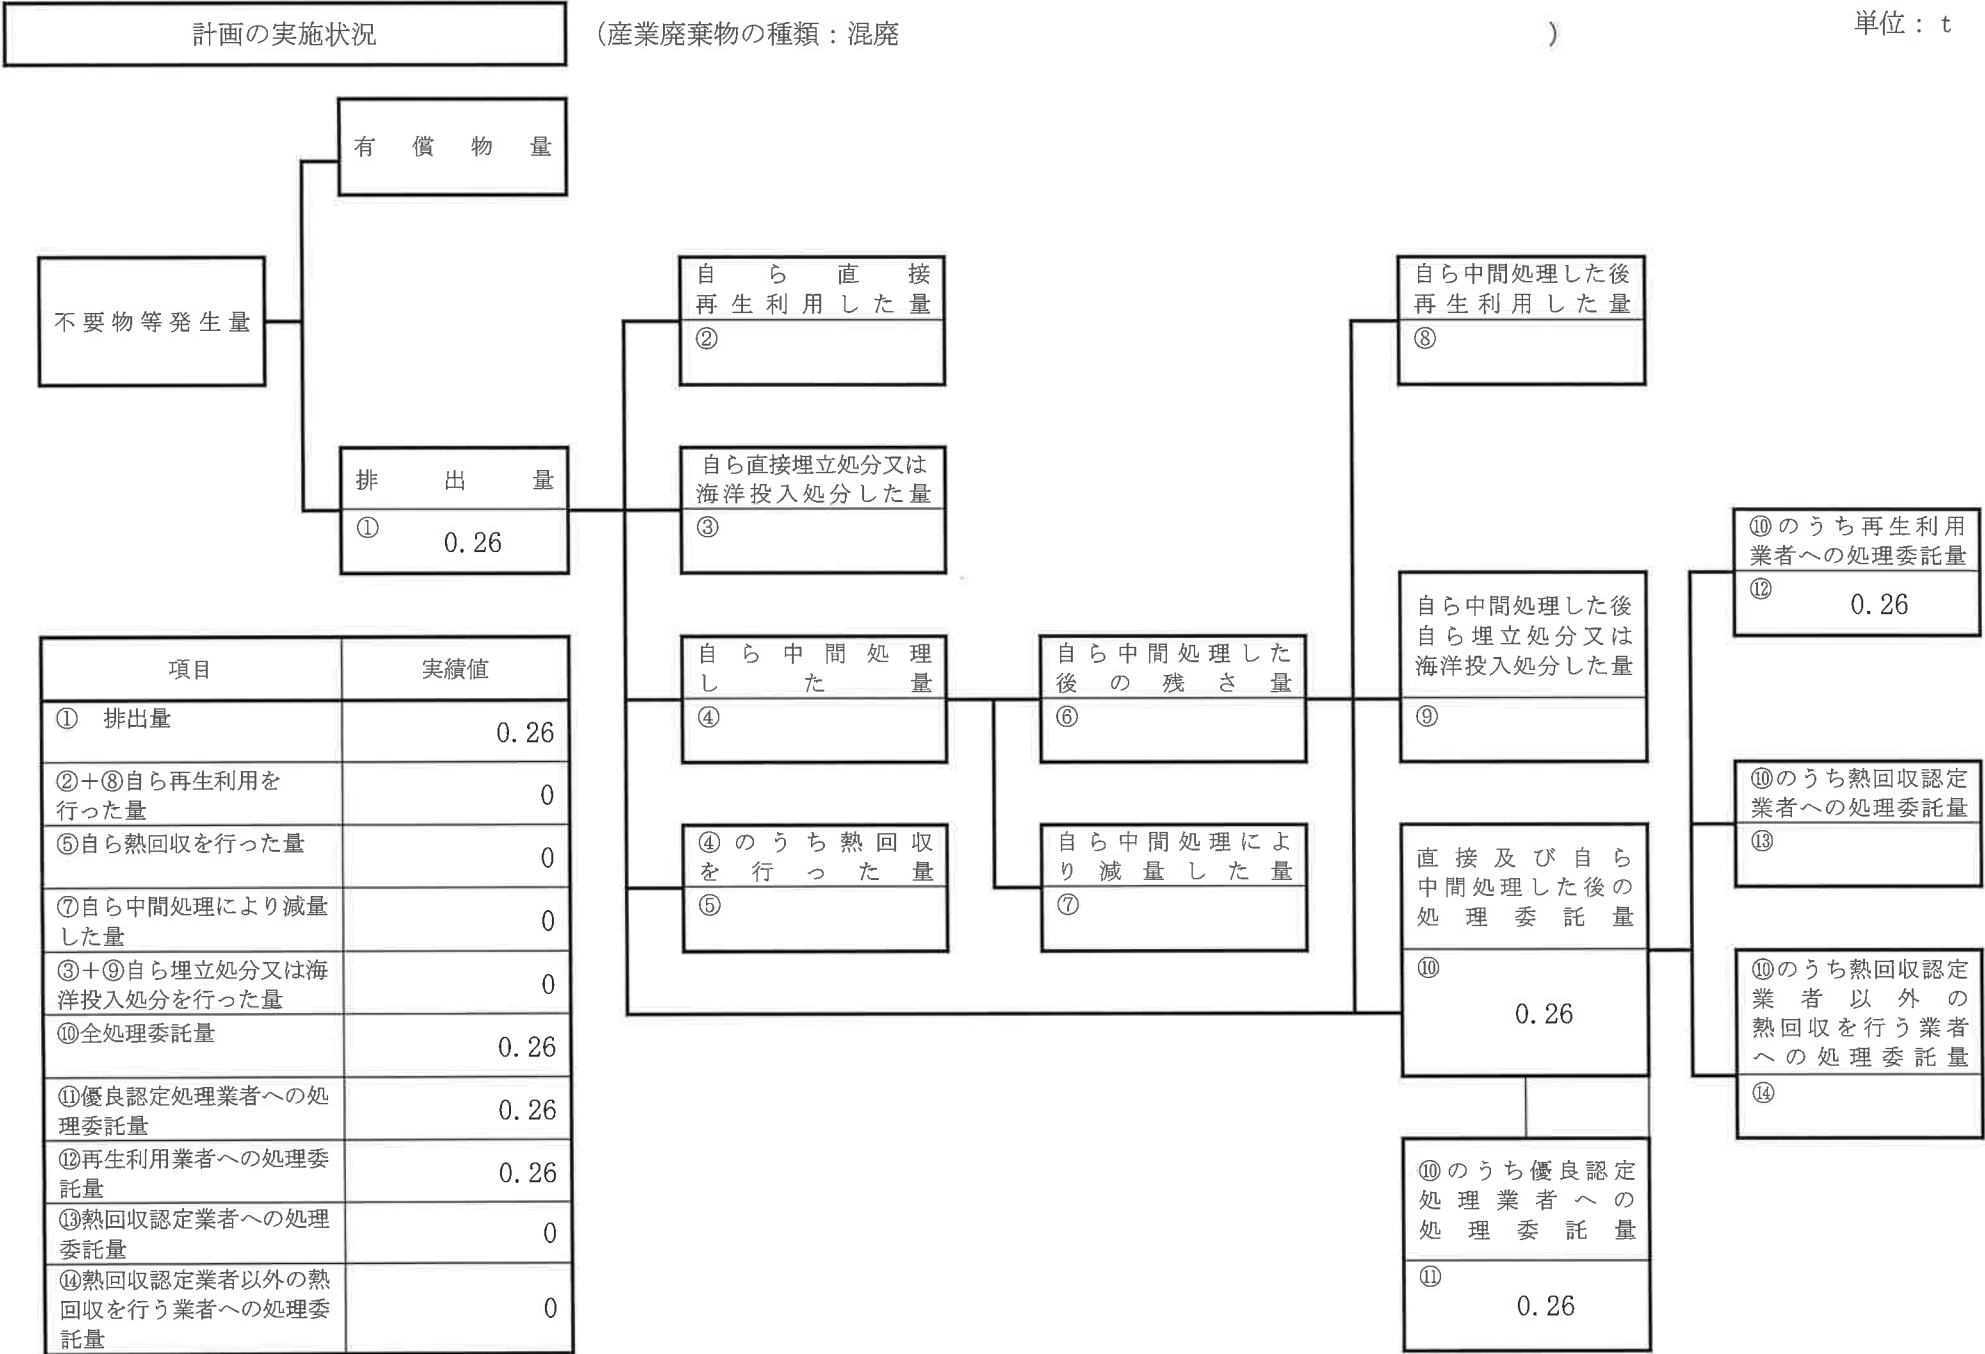 計画の実施状況
(産業廃棄物の種類：混廃 )
単位：t
有償物量
不要物等発生量
排出量
① 0.26
自ら直接
再生利用した量
②
自ら直接埋立処分又は
海洋投入処分した量
③
自ら中間処理
した量
④
④のうち熱回収
を行った量
⑤
自ら中間処理した
後の残さ量
⑥
自ら中間処理によ
り減量した量
⑦
自ら中間処理した後
再生利用した量
⑧
自ら中間処理した後
自ら埋立処分又は
海洋投入処分した量
⑨
直接及び自ら
中間処理した後の
処理委託量
⑩
0.26
⑩のうち優良認定
処理業者への
処理委託量
⑪
0.26
⑩のうち再生利用
業者への処理委託量
⑫ 0.26
⑩のうち熱回収認定
業者への処理委託量
⑬
⑩のうち熱回収認定
業者以外の
熱回収を行う業者
への処理委託量
⑭
項目 実績値
① 排出量 0.26
②＋⑧自ら再生利用を
行った量 0
⑤自ら熱回収を行った量 0
⑦自ら中間処理により減量
した量 0
③＋⑨自ら埋立処分又は海
洋投入処分を行った量 0
⑩全処理委託量 0.26
⑪優良認定処理業者への処
理委託量 0.26
⑫再生利用業者への処理委
託量 0.26
⑬熱回収認定業者への処理
委託量 0
⑭熱回収認定業者以外の熱
回収を行う業者への処理委
託量 0